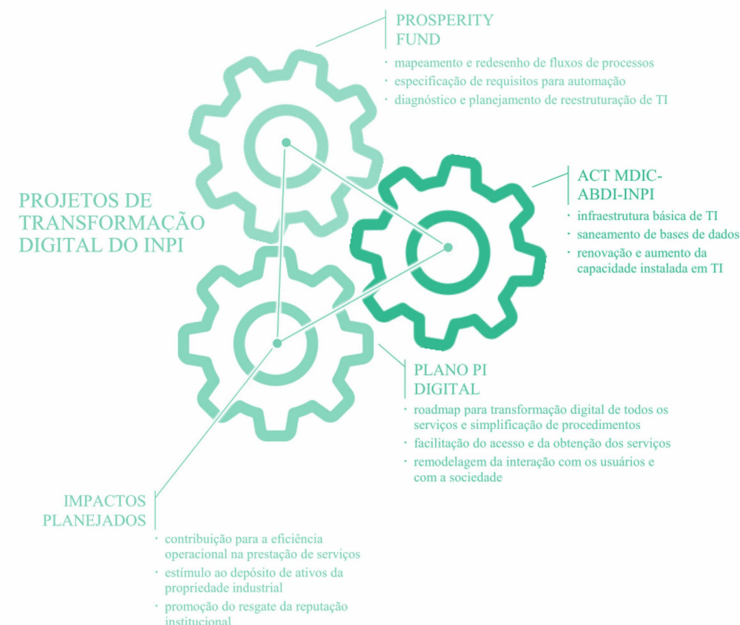 PROSPERITY
FUND
· mapeamento e redesenho de fluxos de processos
· especificação de requisitos para automação
· diagnóstico e planejamento de reestruturação de TI
PROJETOS DE
TRANSFORMAÇÃO
DIGITAL DO INPI
ACT MDIC-
ABDI-INPI
· infraestrutura básica de TI
· saneamento de bases de dados
· renovação e aumento da
capacidade instalada em TI
PLANO PI
DIGITAL
· roadmap para transformação digital de todos os
serviços e simplificação de procedimentos
· facilitação do acesso e da obtenção dos serviços
· remodelagem da interação com os usuários e
com a sociedade
IMPACTOS
PLANEJADOS
· contribuição para a eficiência
operacional na prestação de serviços
· estímulo ao depósito de ativos da
propriedade industrial
· promoção do resgate da reputação
institucional